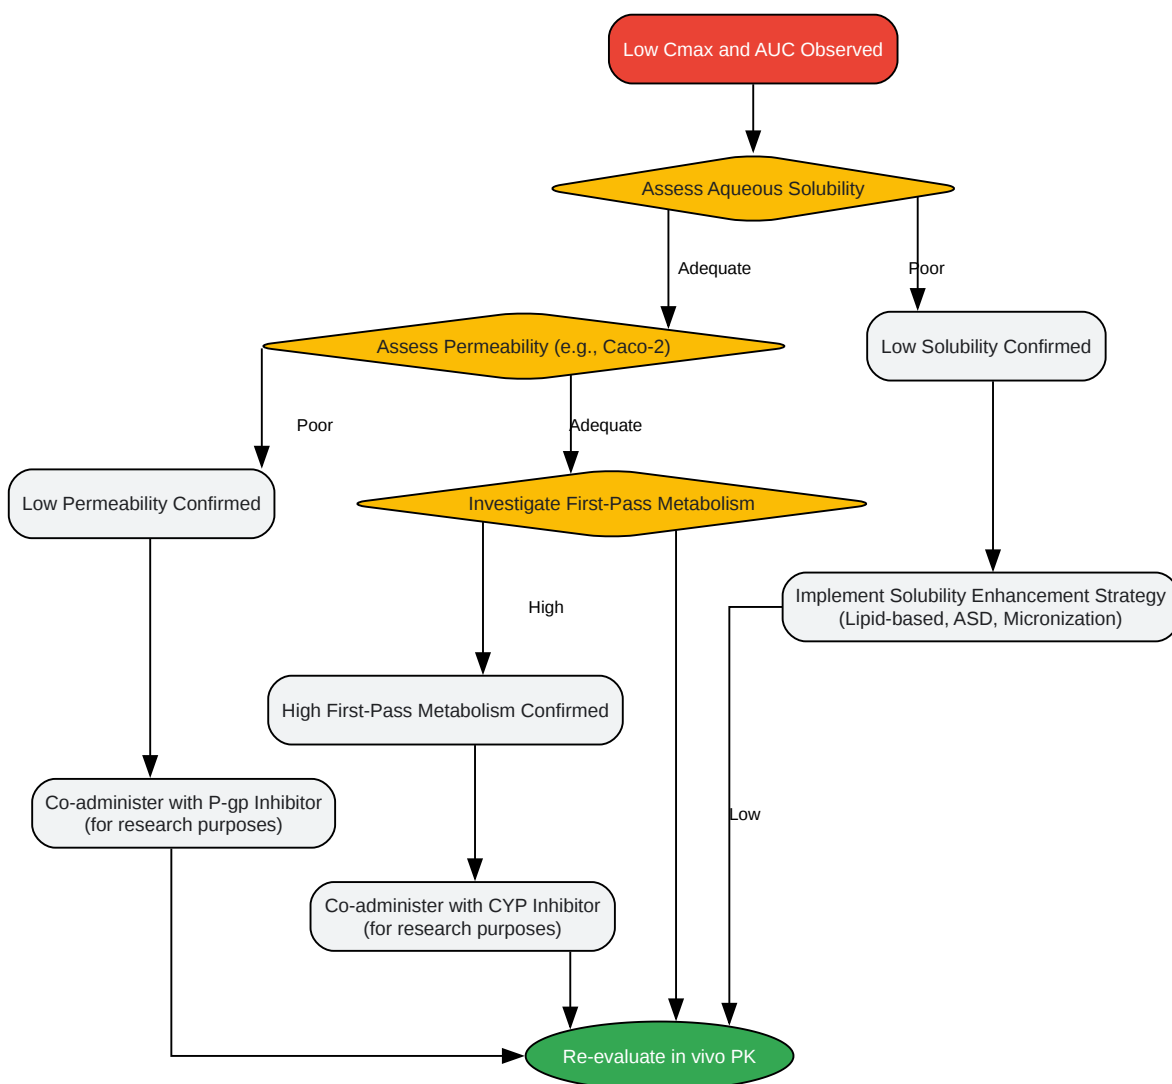 Low Cmax and AUC Observed
Assess Aqueous Solubility
Adequate
Poor
Assess Permeability (e.g., Caco-2)
Low Solubility Confirmed
Poor
Adequate
Low Permeability Confirmed
Investigate First-Pass Metabolism
High
Implement Solubility Enhancement Strategy
(Lipid-based, ASD, Micronization)
High First-Pass Metabolism Confirmed
Co-administer with P-gp Inhibitor
(for research purposes)
Low
Co-administer with CYP Inhibitor
(for research purposes)
Re-evaluate in vivo PK